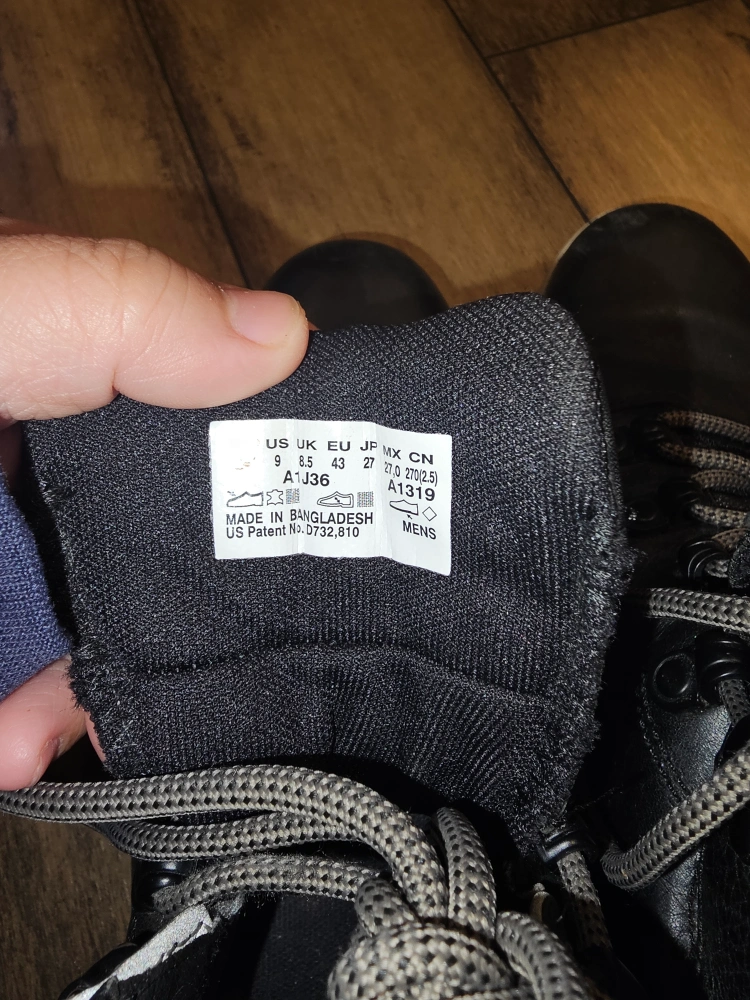 US UK EU JP MX CN
9 8.5 43 27 27,0 270(2.5)
A1J36 A1319
MADE IN BANGLADESH MENS
US Patent No.D732,810